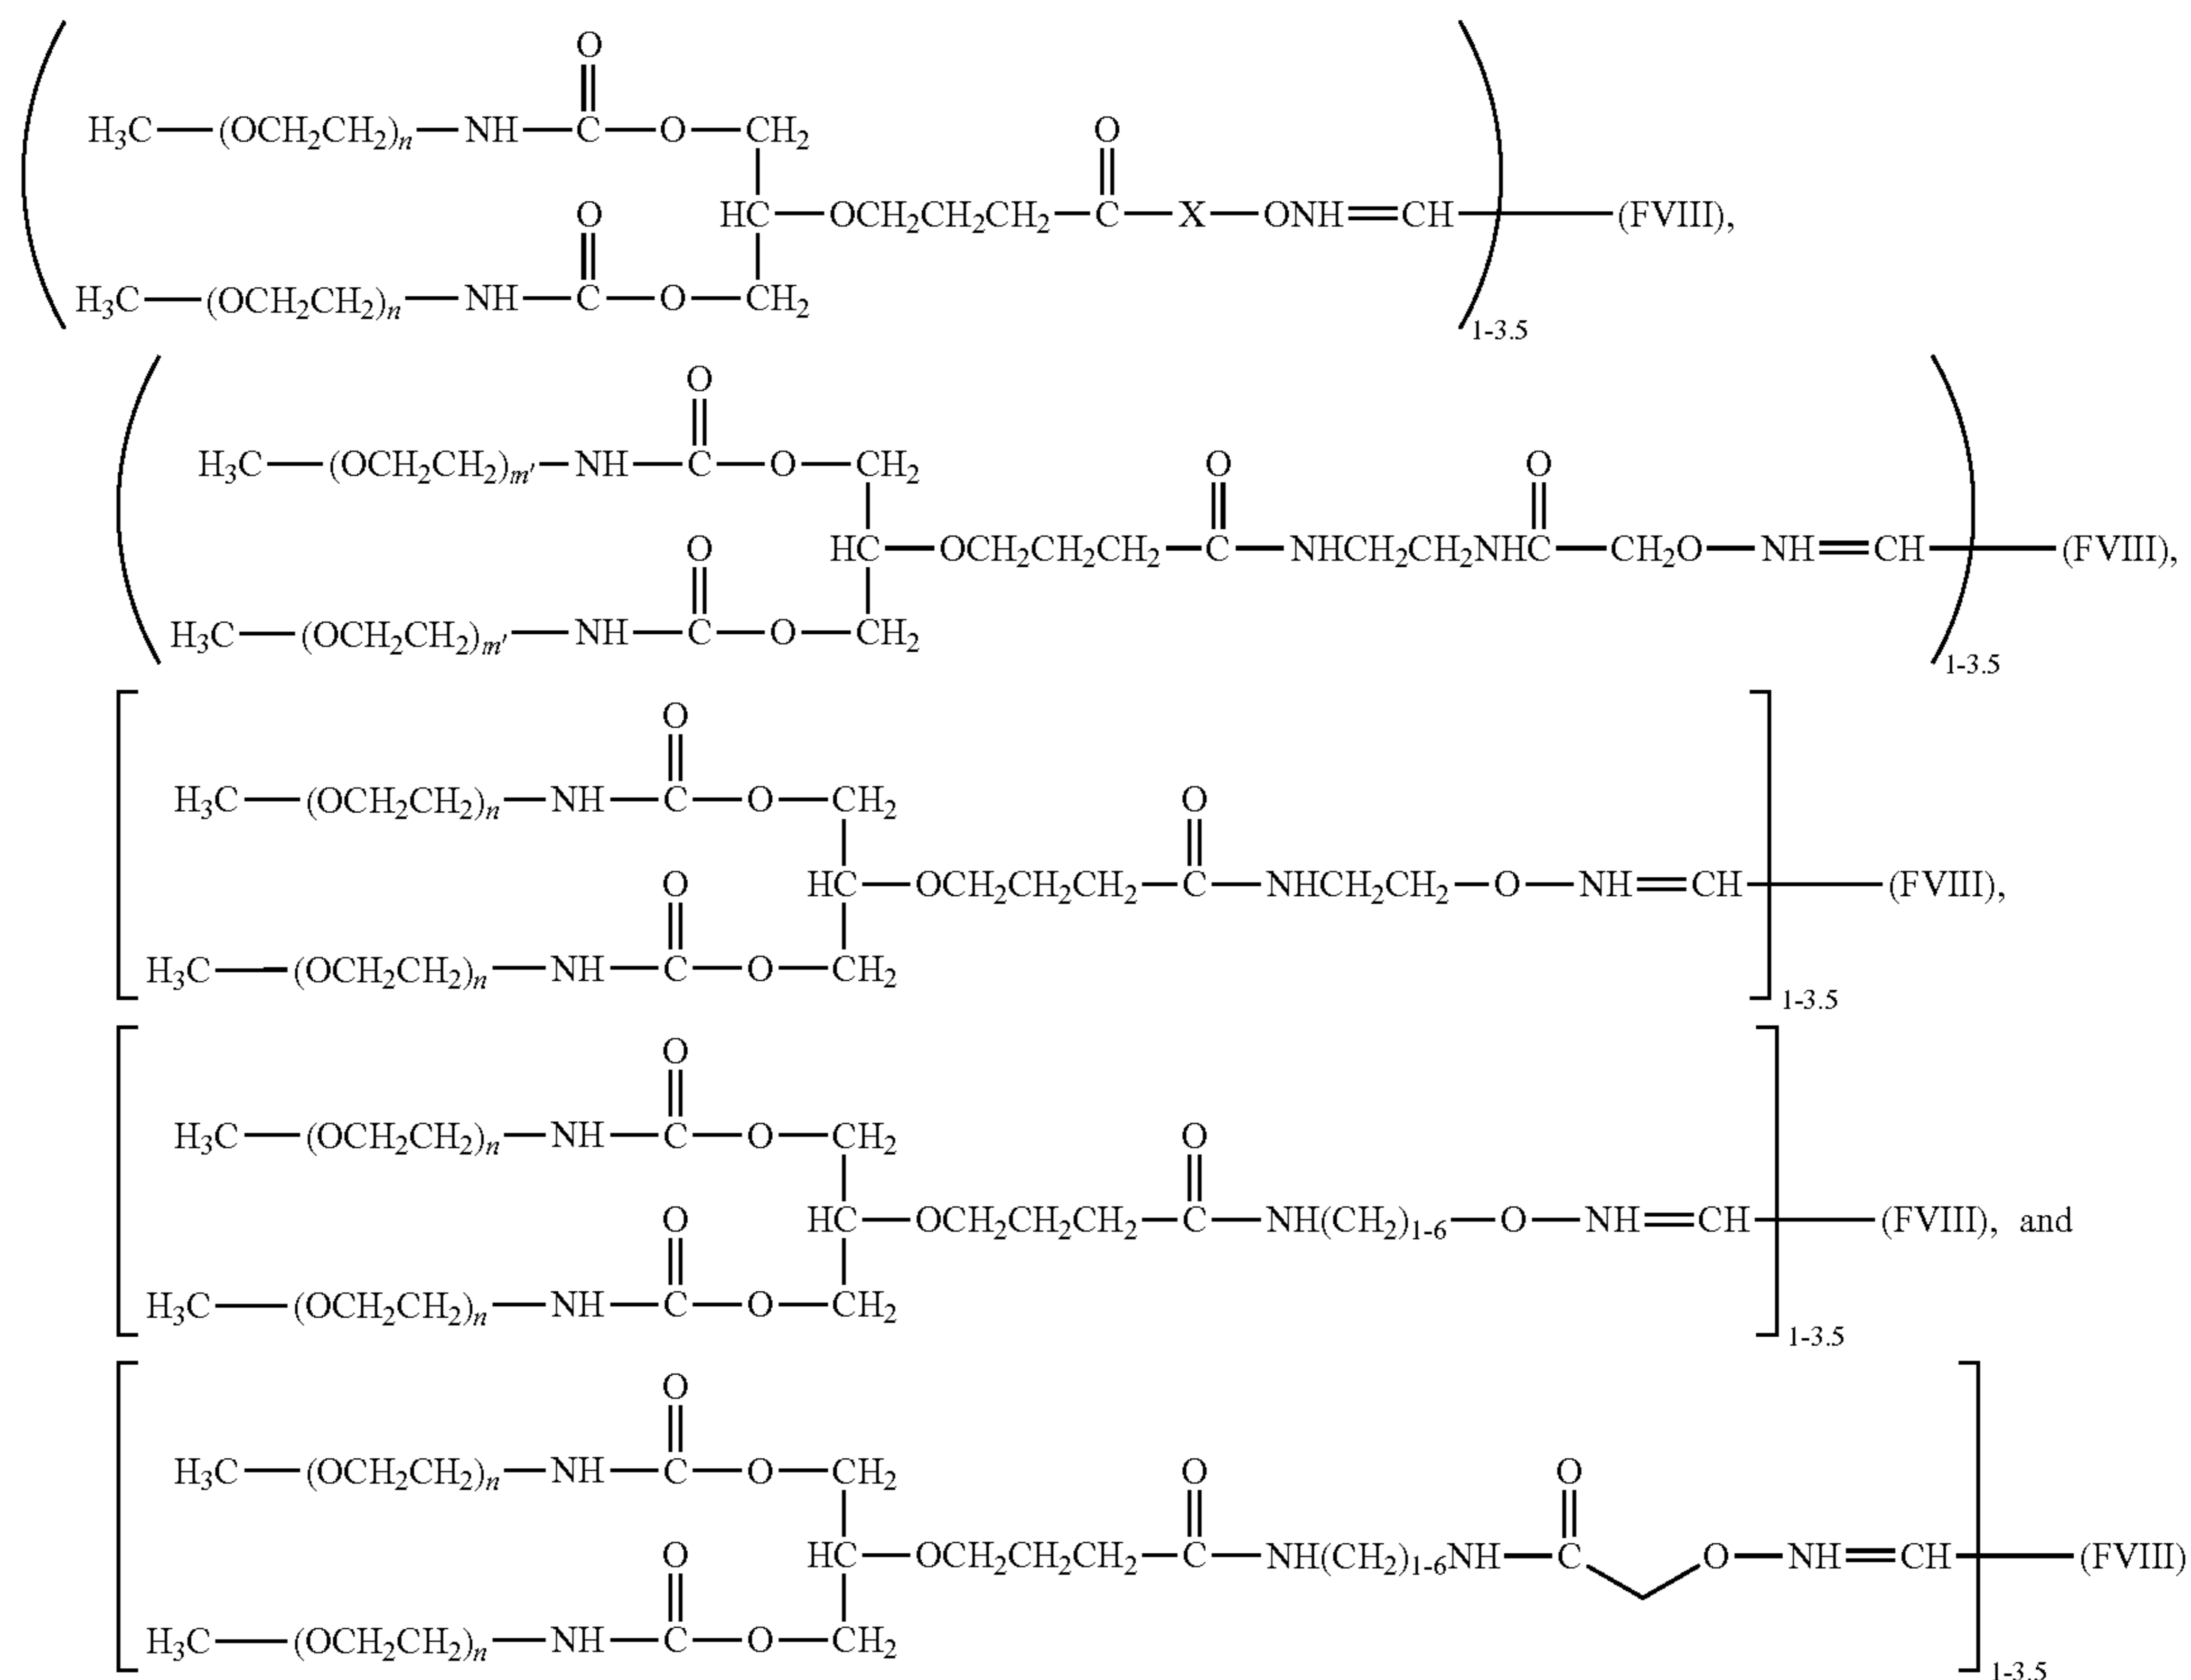 O
H3C—(OCH2CH2)n—NH—C—O—CH2
O
O
HC—OCH2CH2CH2—C—X—ONH=CH—(FVIII),
H3C—(OCH2CH2)n—NH—C—O—CH2
1-3.5
O
H3C—(OCH2CH2)m'—NH—C—O—CH2
O
O
O
HC—OCH2CH2CH2—C—NHCH2CH2NHC—CH2O—NH=CH—(FVIII),
H3C—(OCH2CH2)m'—NH—C—O—CH2
1-3.5
O
H3C—(OCH2CH2)n—NH—C—O—CH2
O
O
HC—OCH2CH2CH2—C—NHCH2CH2—O—NH=CH—(FVIII),
H3C—(OCH2CH2)n—NH—C—O—CH2
1-3.5
O
H3C—(OCH2CH2)n—NH—C—O—CH2
O
O
HC—OCH2CH2CH2—C—NH(CH2)1-6—O—NH=CH—(FVIII), and
H3C—(OCH2CH2)n—NH—C—O—CH2
1-3.5
O
H3C—(OCH2CH2)n—NH—C—O—CH2
O
O
O
HC—OCH2CH2CH2—C—NH(CH2)1-6NH—C O—NH=CH—(FVIII)
H3C—(OCH2CH2)n—NH—C—O—CH2
1-3.5